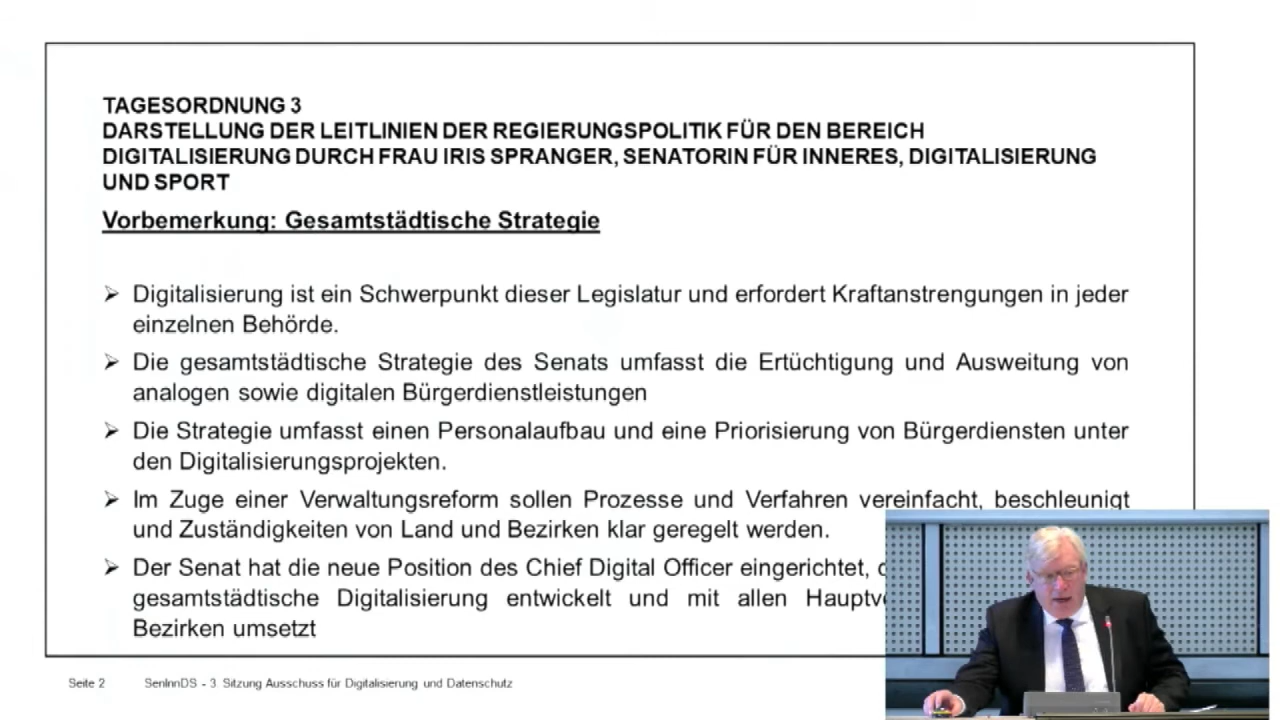 TAGESORDNUNG 3
DARSTELLUNG DER LEITLINIEN DER REGIERUNGSPOLITIK FÜR DEN BEREICH
DIGITALISIERUNG DURCH FRAU IRIS SPRANGER, SENATORIN FÜR INNERES, DIGITALISIERUNG
UND SPORT
Vorbemerkung: Gesamtstädtische Strategie
➢ Digitalisierung ist ein Schwerpunkt dieser Legislatur und erfordert Kraftanstrengungen in jeder
einzelnen Behörde.
➢ Die gesamtstädtische Strategie des Senats umfasst die Ertüchtigung und Ausweitung von
analogen sowie digitalen Bürgerdienstleistungen
➢ Die Strategie umfasst einen Personalaufbau und eine Priorisierung von Bürgerdiensten unter
den Digitalisierungsprojekten.
➢ Im Zuge einer Verwaltungsreform sollen Prozesse und Verfahren vereinfacht, beschleunigt
und Zuständigkeiten von Land und Bezirken klar geregelt werden.
➢ Der Senat hat die neue Position des Chief Digital Officer eingerichtet,
gesamtstädtische Digitalisierung entwickelt und mit allen
Bezirken umsetzt
Seite 2 SenInnDS - 3. Sitzung Ausschuss für Digitalisierung und Datenschutz